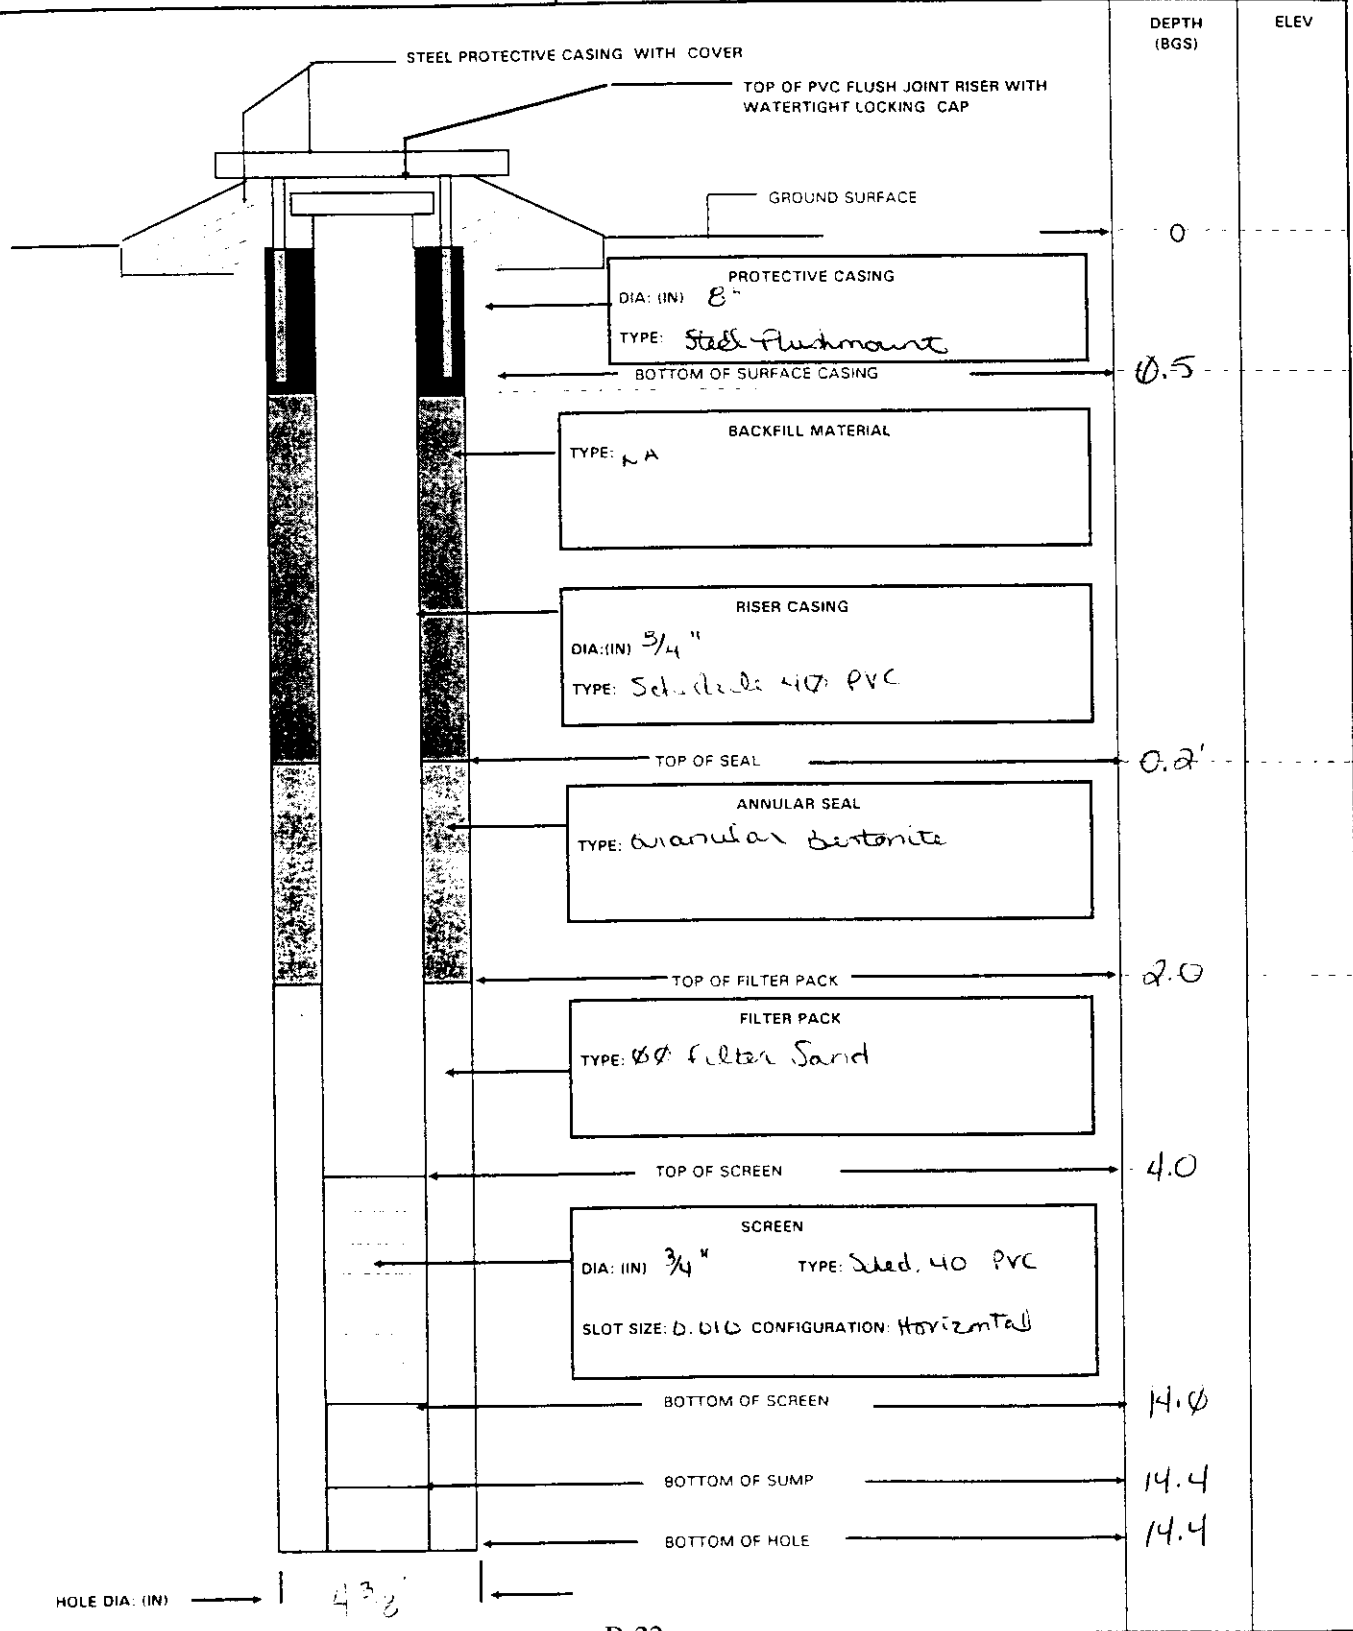 DEPTH (BGS)
ELEV
STEEL PROTECTIVE CASING WITH COVER
TOP OF PVC FLUSH JOINT RISER WITH
WATERTIGHT LOCKING CAP
GROUND SURFACE
0
PROTECTIVE CASING
DIA: (IN) 8"
TYPE: Steel Flushmount
BOTTOM OF SURFACE CASING 0.5
BACKFILL MATERIAL
TYPE: NA
RISER CASING
DIA:(IN) 3/4"
TYPE: Schedule 40 PVC
TOP OF SEAL 0.2'
ANNULAR SEAL
TYPE: Granular Bentonite
TOP OF FILTER PACK 2.0
FILTER PACK
TYPE: 00 Filter Sand
TOP OF SCREEN 4.0
SCREEN
DIA: (IN) 3/4" TYPE: Sched. 40 PVC
SLOT SIZE: 0.010 CONFIGURATION: Horizontal
BOTTOM OF SCREEN 14.0
BOTTOM OF SUMP 14.4
BOTTOM OF HOLE 14.4
HOLE DIA: (IN) 4 3/8